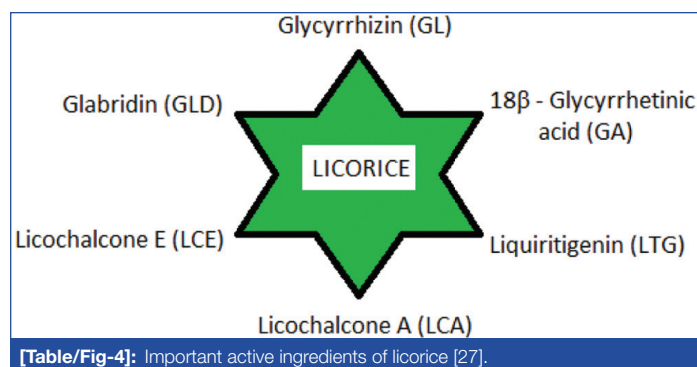 Glycyrrhizin (GL)
Glabridin (GLD)
18β - Glycyrrhetinic
acid (GA)
LICORICE
Licochalcone E (LCE)
Liquiritigenin (LTG)
Licochalcone A (LCA)
[Table/Fig-4]: Important active ingredients of licorice [27].